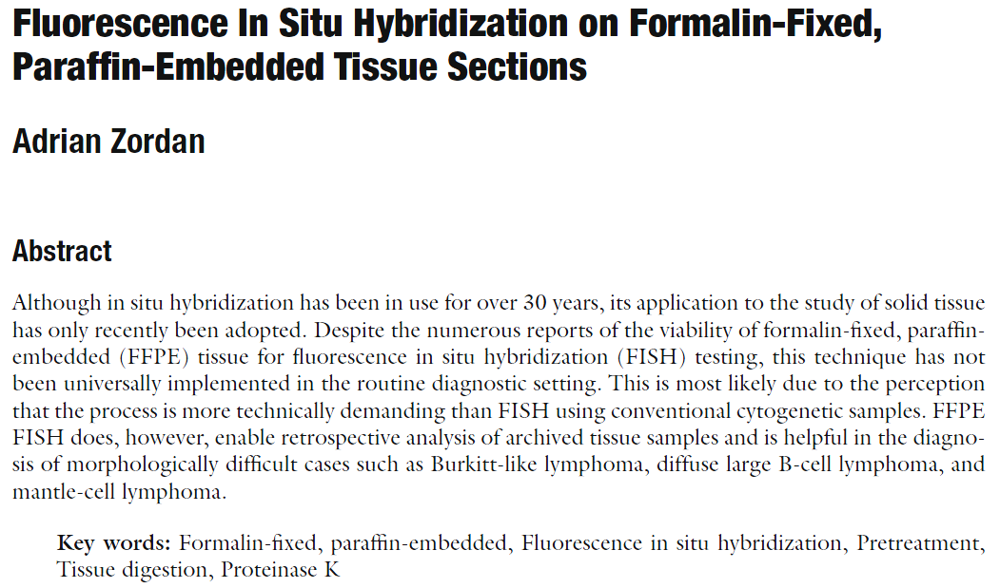 Fluorescence In Situ Hybridization on Formalin-Fixed,
Paraffin-Embedded Tissue Sections
Adrian Zordan
Abstract
Although in situ hybridization has been in use for over 30 years, its application to the study of solid tissue
has only recently been adopted. Despite the numerous reports of the viability of formalin-fixed, paraffin-
embedded (FFPE) tissue for fluorescence in situ hybridization (FISH) testing, this technique has not
been universally implemented in the routine diagnostic setting. This is most likely due to the perception
that the process is more technically demanding than FISH using conventional cytogenetic samples. FFPE
FISH does, however, enable retrospective analysis of archived tissue samples and is helpful in the diagno-
sis of morphologically difficult cases such as Burkitt-like lymphoma, diffuse large B-cell lymphoma, and
mantle-cell lymphoma.
Key words: Formalin-fixed, paraffin-embedded, Fluorescence in situ hybridization, Pretreatment,
Tissue digestion, Proteinase K